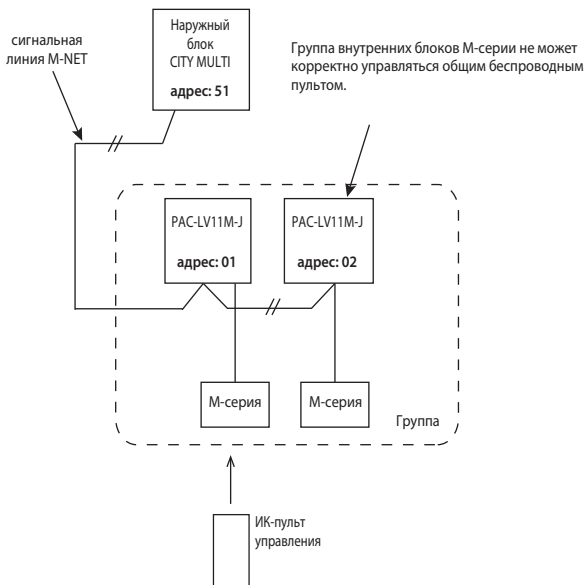 сигнальная
линия M-NET
Наружный
блок
CITY MULTI
адрес: 51
Группа внутренних блоков М-серии не может
корректно управляться общим беспроводным
пультом.
PAC-LV11M-J
адрес: 01
PAC-LV11M-J
адрес: 02
М-серия
М-серия
Группа
ИК-пульт
управления